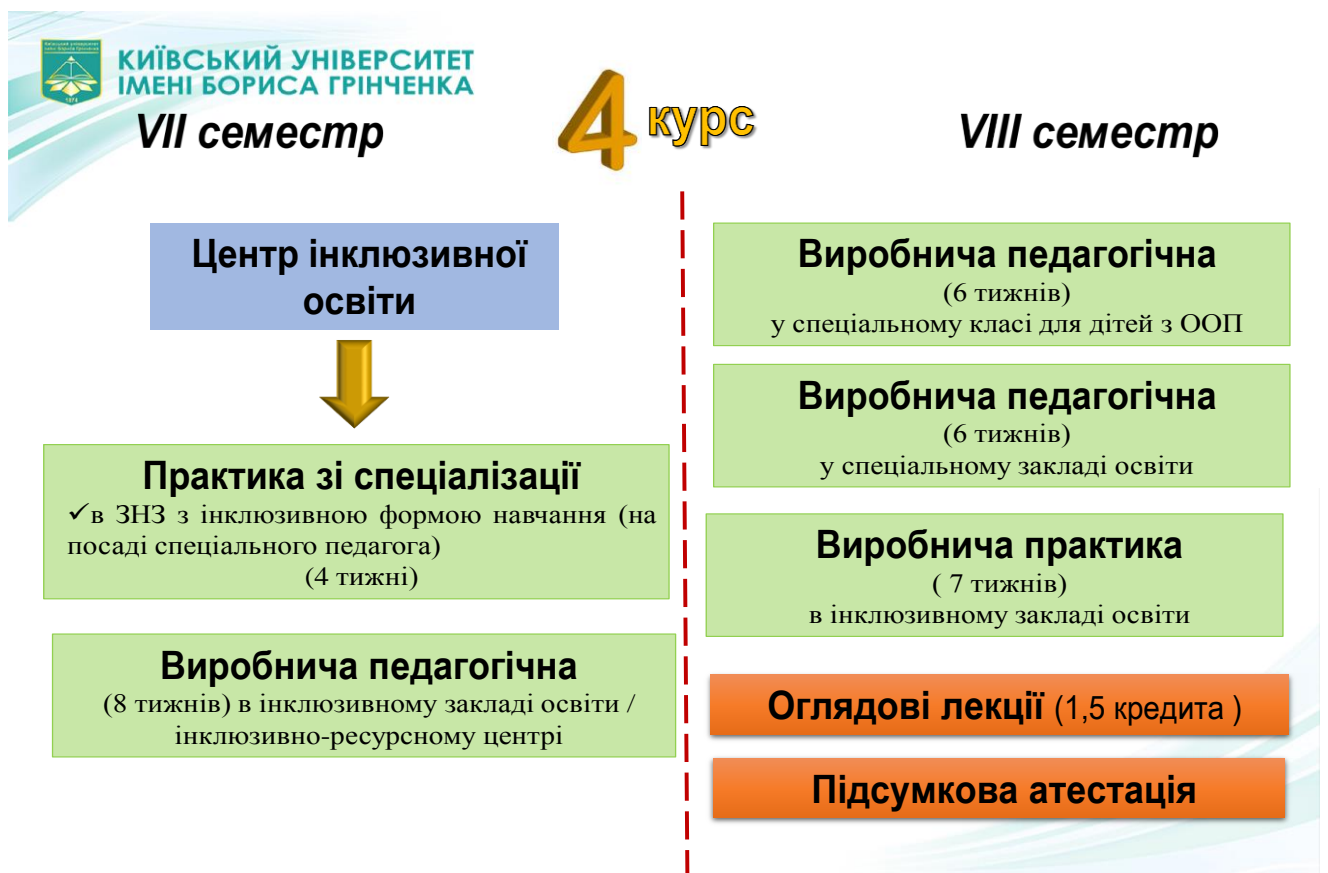 КИЇВСЬКИЙ УНІВЕРСИТЕТ
ІМЕНІ БОРИСА ГРІНЧЕНКА
4 курс
VII семестр
Центр інклюзивної
освіти
Практика зі спеціалізації
✓в ЗНЗ з інклюзивною формою навчання (на
посаді спеціального педагога)
(4 тижні)
Виробнича педагогічна
(8 тижнів) в інклюзивному закладі освіти /
інклюзивно-ресурсному центрі
VIII семестр
Виробнича педагогічна
(6 тижнів)
у спеціальному класі для дітей з ООП
Виробнича педагогічна
(6 тижнів)
у спеціальному закладі освіти
Виробнича практика
( 7 тижнів)
в інклюзивному закладі освіти
Оглядові лекції (1,5 кредита )
Підсумкова атестація